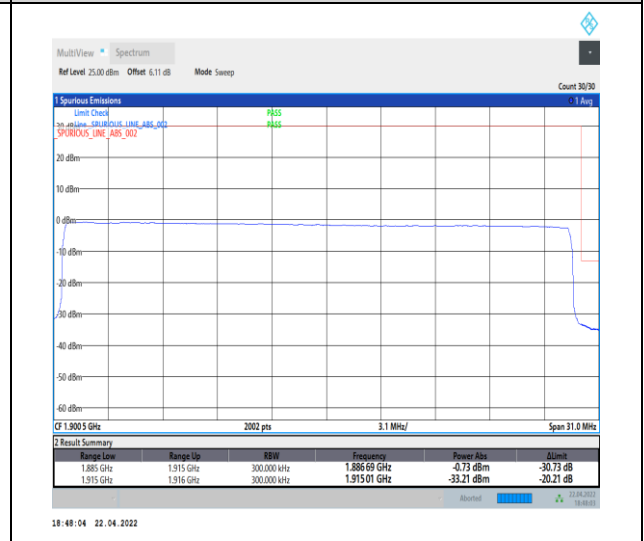 MultiView Spectrum
Ref Level 25.00 dBm Offset 6.11 dB Mode Sweep
Count 30/30
1 Spurious Emissions 1 Avg
Limit Check PASS
Line _SPURIOUS_LINE_ABS_002 PASS
_SPURIOUS_LINE_ABS_002
20 dBm
10 dBm
0 dBm
-10 dBm
-20 dBm
-30 dBm
-40 dBm
-50 dBm
-60 dBm
CF 1.9005 GHz 2002 pts 3.1 MHz/ Span 31.0 MHz
2 Result Summary
Range Low Range Up RBW Frequency Power Abs ΔLimit
1.885 GHz 1.915 GHz 300.000 kHz 1.88669 GHz -0.73 dBm -30.73 dB
1.915 GHz 1.916 GHz 300.000 kHz 1.91501 GHz -33.21 dBm -20.21 dB
Aborted 22.04.2022
18:48:03
18:48:04 22.04.2022